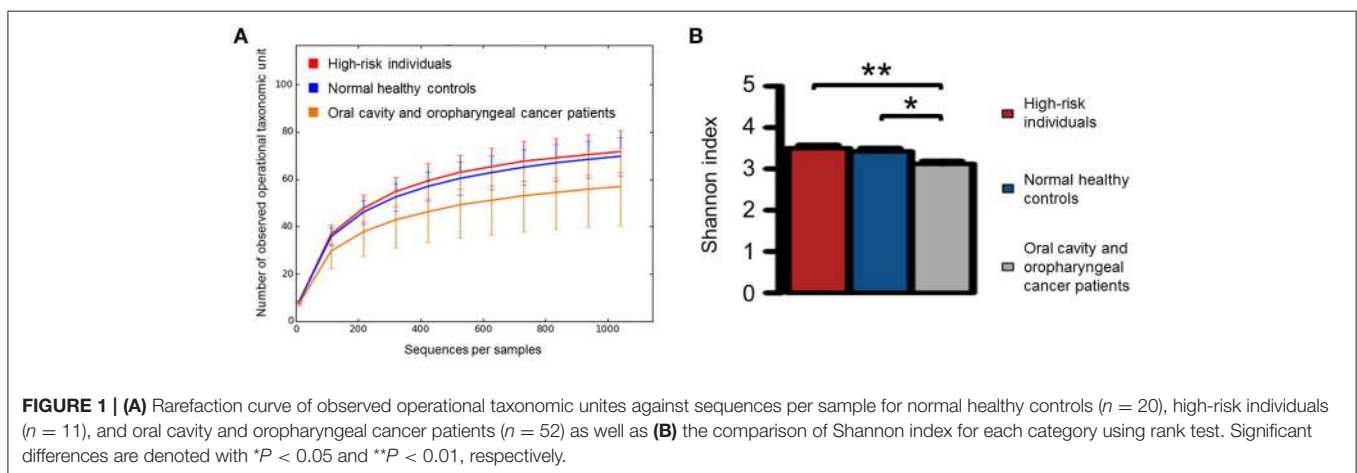 A
Number of observed operational taxonomic unit
100
80
60
40
20
0
High-risk individuals
Normal healthy controls
Oral cavity and oropharyngeal cancer patients
0 200 400 600 800 1000
Sequences per samples
B
Shannon index
5
4
3
2
1
0
**
*
High-risk
individuals
Normal healthy
controls
Oral cavity and
oropharyngeal
cancer patients
FIGURE 1 | (A) Rarefaction curve of observed operational taxonomic unites against sequences per sample for normal healthy controls (n = 20), high-risk individuals
(n = 11), and oral cavity and oropharyngeal cancer patients (n = 52) as well as (B) the comparison of Shannon index for each category using rank test. Significant
differences are denoted with *P < 0.05 and **P < 0.01, respectively.